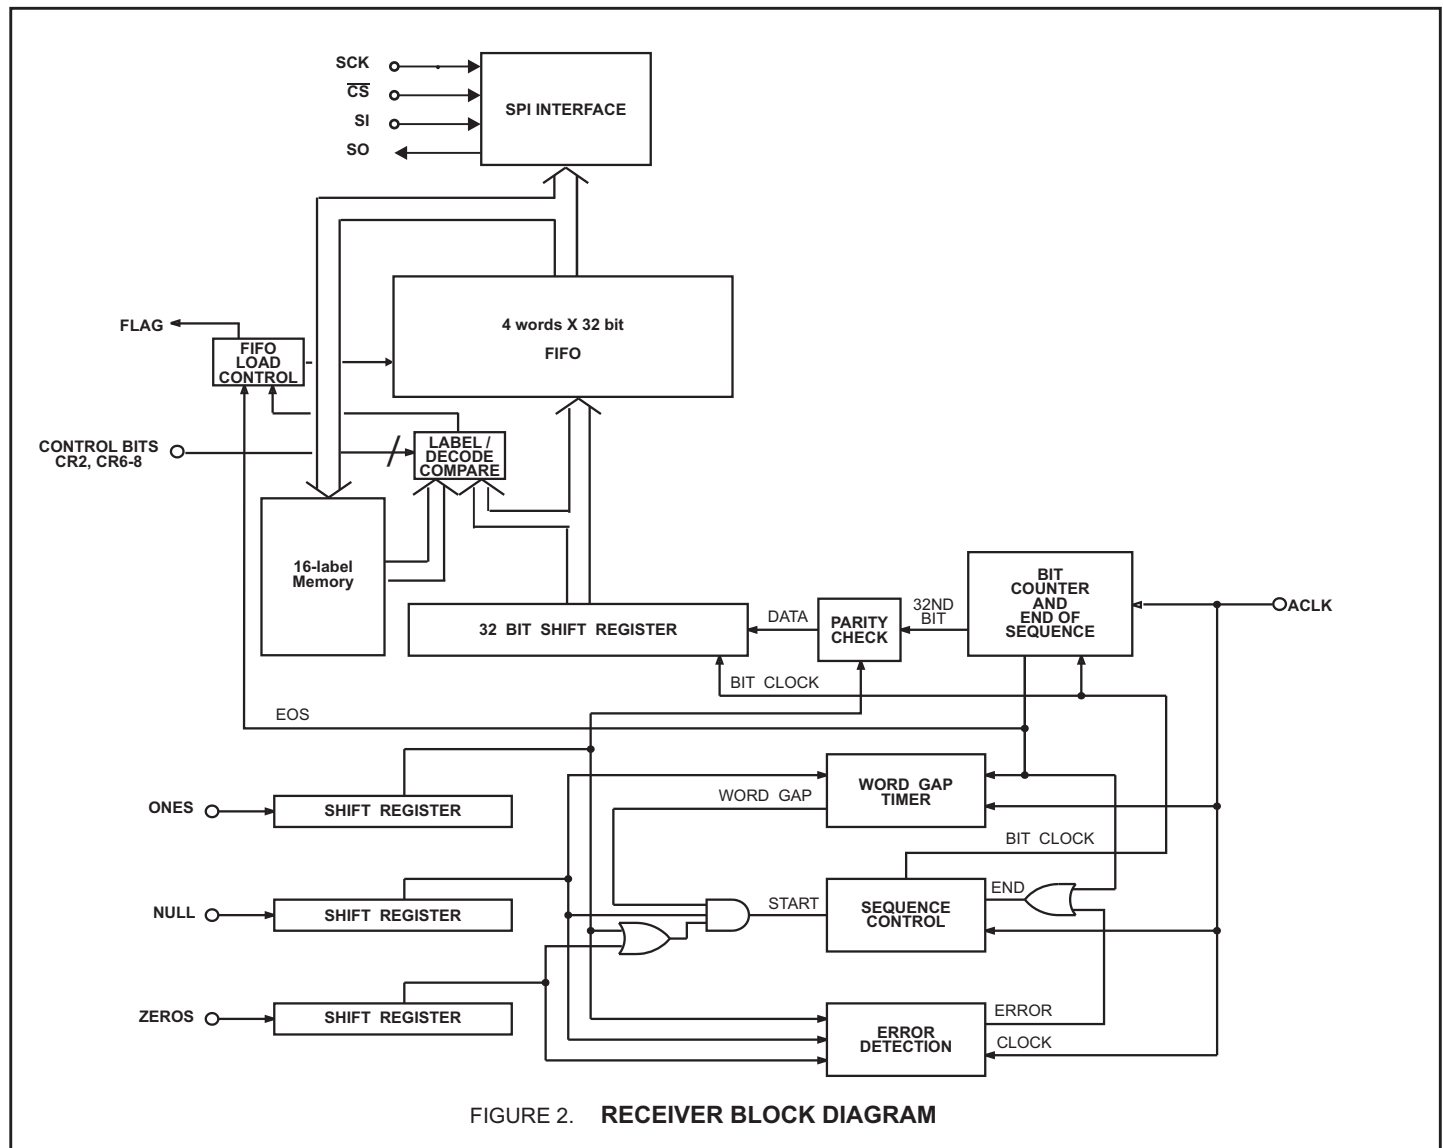 SCK
CS
SI
SO
SPI INTERFACE
4 words X 32 bit
FIFO
FLAG
FIFO
LOAD
CONTROL
CONTROL BITS
CR2, CR6-8
LABEL /
DECODE
COMPARE
16-label
Memory
32 BIT SHIFT REGISTER
DATA
PARITY
CHECK
32ND
BIT
BIT
COUNTER
AND
END OF
SEQUENCE
ACLK
BIT CLOCK
EOS
ONES
SHIFT REGISTER
WORD GAP
WORD GAP
TIMER
BIT CLOCK
NULL
SHIFT REGISTER
START
SEQUENCE
CONTROL
END
ZEROS
SHIFT REGISTER
ERROR
DETECTION
ERROR
CLOCK
FIGURE 2. RECEIVER BLOCK DIAGRAM